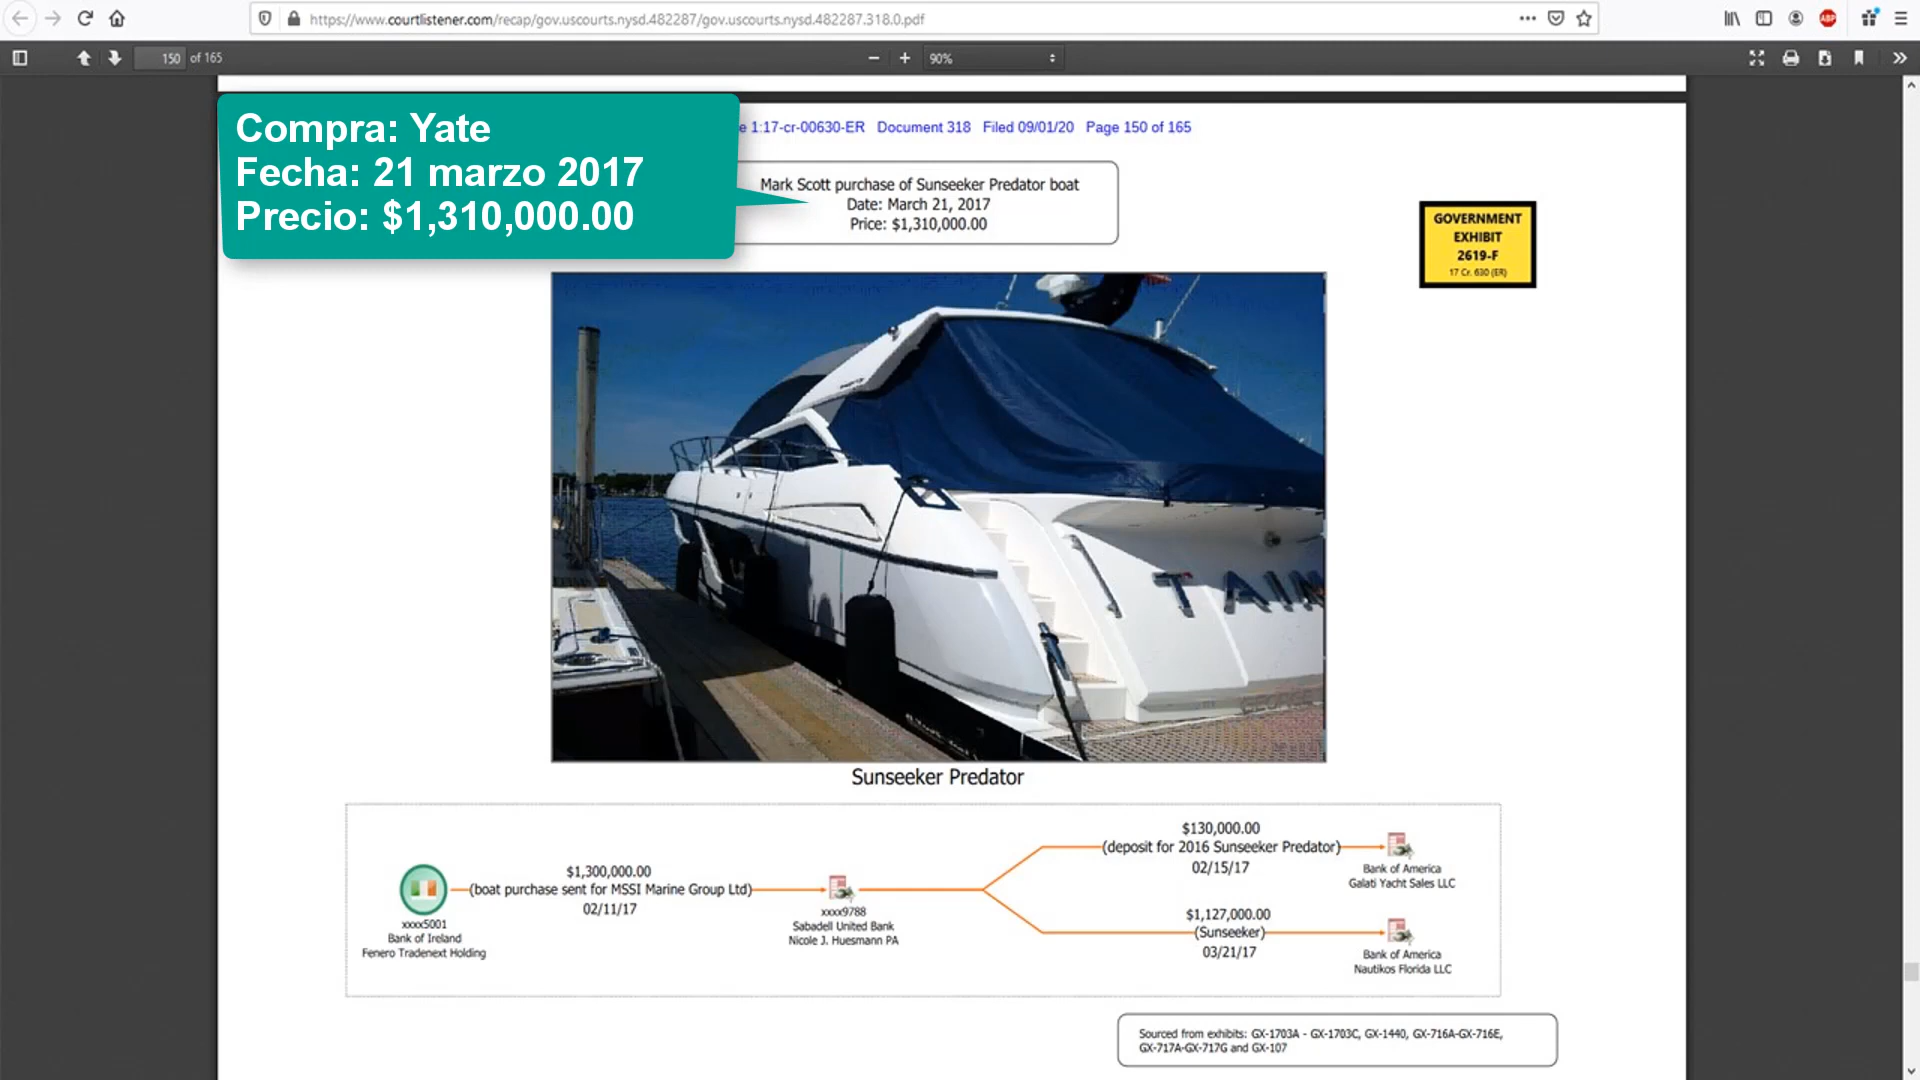 https://www.courtlistener.com/recap/gov.uscourts.nysd.482287/gov.uscourts.nysd.482287.318.0.pdf
ABP
150 of 165
90%
Compra: Yate
Fecha: 21 marzo 2017
Precio: $1,310,000.00
e 1:17-cr-00630-ER Document 318 Filed 09/01/20 Page 150 of 165
Mark Scott purchase of Sunseeker Predator boat
Date: March 21, 2017
Price: $1,310,000.00
GOVERNMENT
EXHIBIT
2619-F
17 Cr. 630 (ER)
TAIN
Sunseeker Predator
$1,300,000.00
(boat purchase sent for MSSI Marine Group Ltd)
02/11/17
xxxx5001
Bank of Ireland
Fenero Tradenext Holding
xxxx9788
Sabadell United Bank
Nicole J. Huesmann PA
$130,000.00
(deposit for 2016 Sunseeker Predator)
02/15/17
Bank of America
Galati Yacht Sales LLC
$1,127,000.00
(Sunseeker)
03/21/17
Bank of America
Nautikos Florida LLC
Sourced from exhibits: GX-1703A - GX-1703C, GX-1440, GX-716A-GX-716E,
GX-717A-GX-717G and GX-107